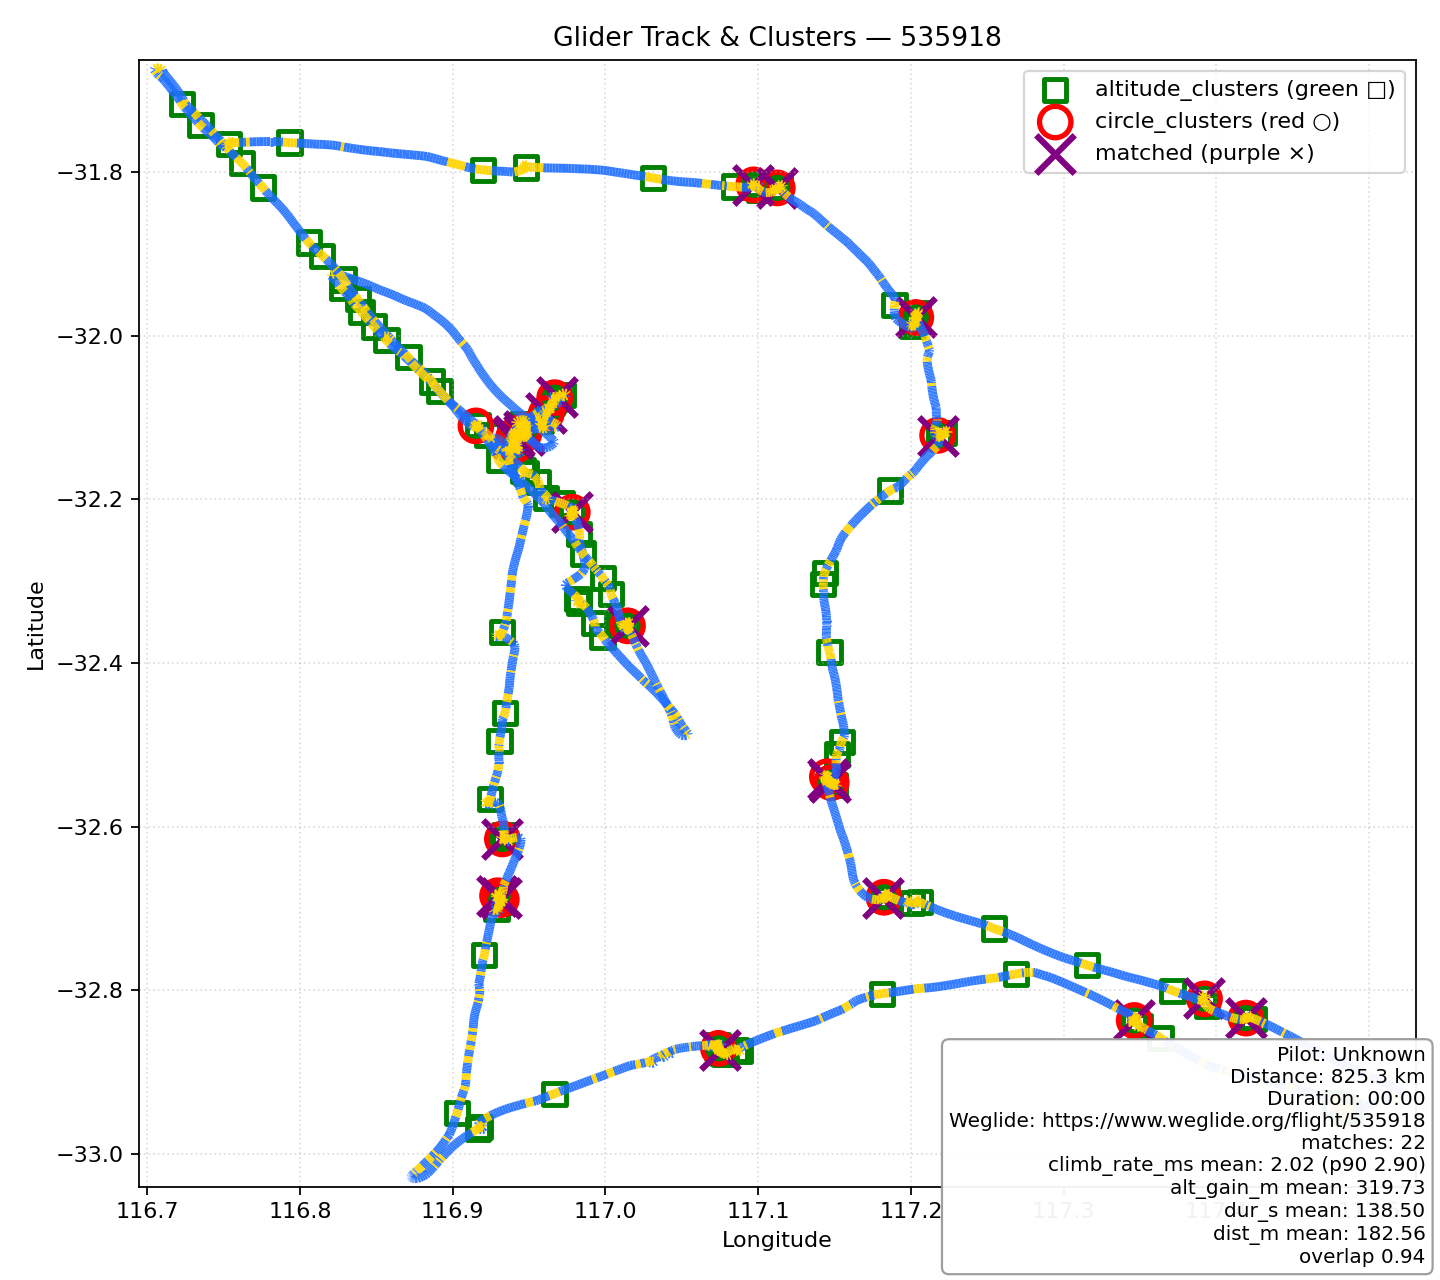 Glider Track & Clusters — 535918
altitude_clusters (green □)
circle_clusters (red ○)
matched (purple ×)
Latitude
−31.8
−32.0
−32.2
−32.4
−32.6
−32.8
−33.0
116.7 116.8 116.9 117.0 117.1 117.2 117.3
Longitude
Pilot: Unknown
Distance: 825.3 km
Duration: 00:00
Weglide: https://www.weglide.org/flight/535918
matches: 22
climb_rate_ms mean: 2.02 (p90 2.90)
alt_gain_m mean: 319.73
dur_s mean: 138.50
dist_m mean: 182.56
overlap 0.94